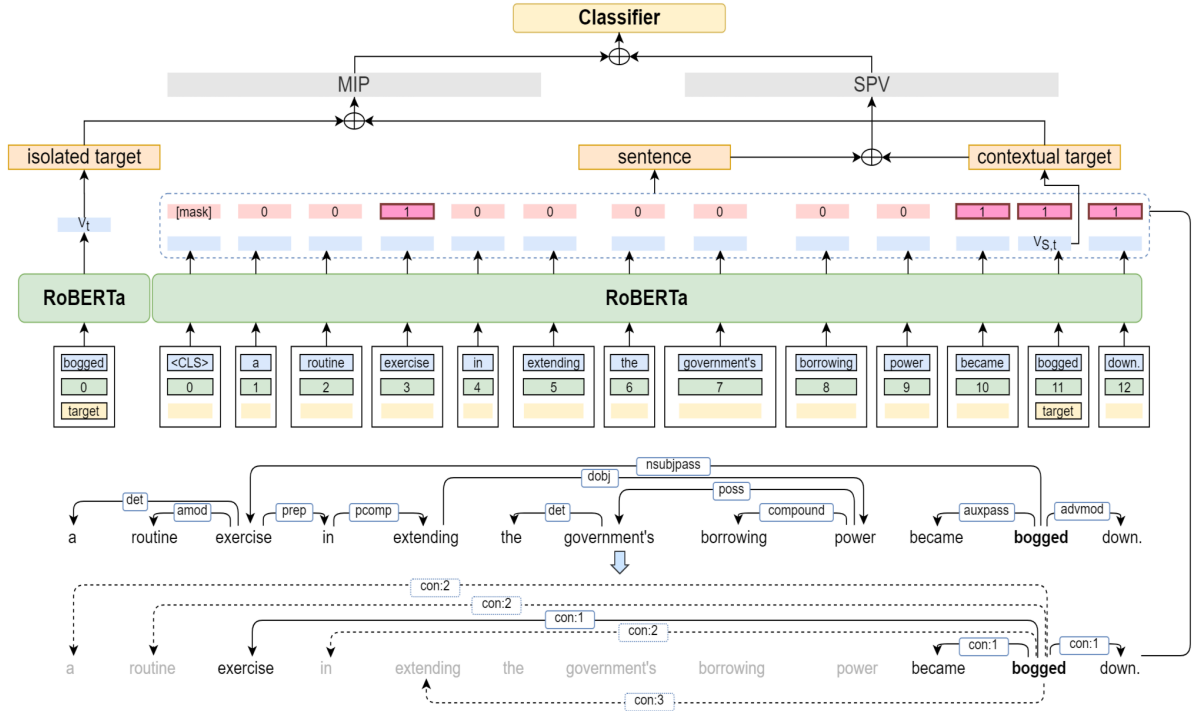 Classifier
MIP SPV
isolated target sentence contextual target
[mask] 0 0 1 0 0 0 0 0 0 1 1 1
Vt
VS,t
RoBERTa RoBERTa
bogged <CLS> a routine exercise in extending the government's borrowing power became bogged down.
0 0 1 2 3 4 5 6 7 8 9 10 11 12
target target
nsubjpass
dobj
poss
det
amod prep pcomp det compound auxpass advmod
a routine exercise in extending the government's borrowing power became bogged down.
con:2
con:2
con:1
con:2
con:1 con:1
a routine exercise in extending the government's borrowing power became bogged down.
con:3